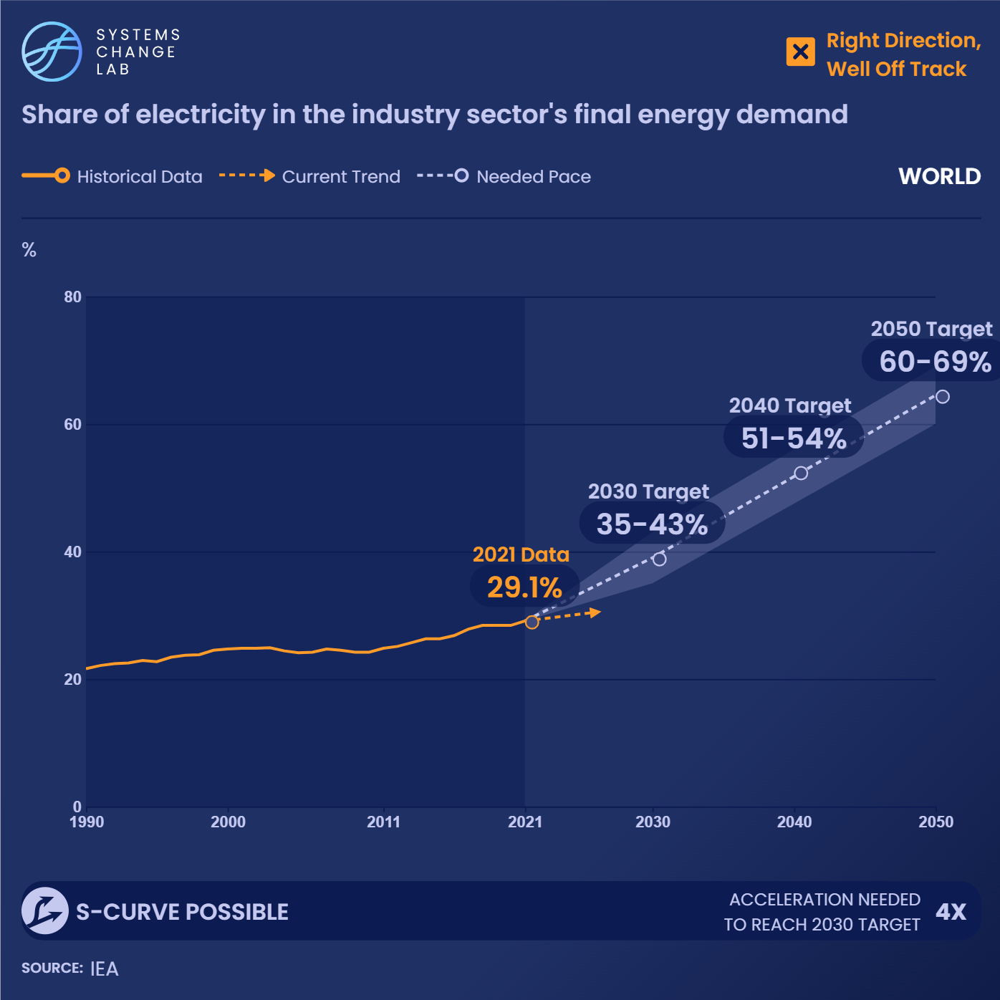 SYSTEMS
CHANGE
LAB
Right Direction,
Well Off Track
Share of electricity in the industry sector's final energy demand
Historical Data
Current Trend
Needed Pace
WORLD
%
80
60
40
20
0
2050 Target
60-69%
2040 Target
51-54%
2030 Target
35-43%
2021 Data
29.1%
1990
2000
2011
2021
2030
2040
2050
S-CURVE POSSIBLE
ACCELERATION NEEDED
TO REACH 2030 TARGET
4X
SOURCE: IEA